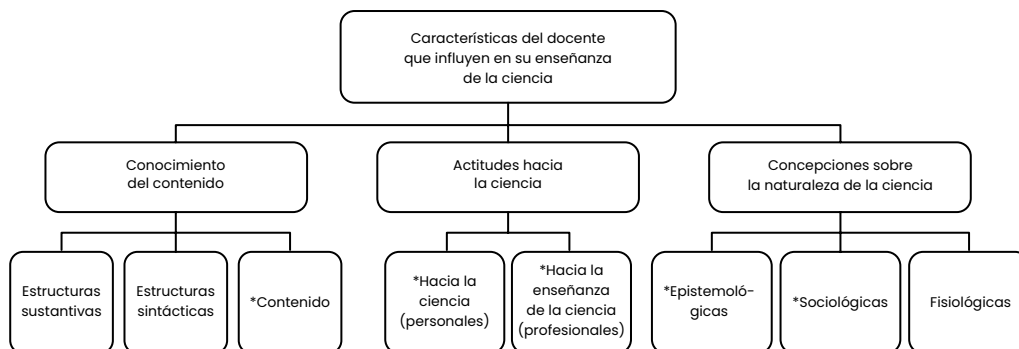 Características del docente
que influyen en su enseñanza
de la ciencia
Conocimiento
del contenido
Actitudes hacia
la ciencia
Concepciones sobre
la naturaleza de la ciencia
Estructuras
sustantivas
Estructuras
sintácticas
*Contenido
*Hacia la
ciencia
(personales)
*Hacia la
enseñanza
de la ciencia
(profesionales)
*Epistemoló-
gicas
*Sociológicas
Fisiológicas